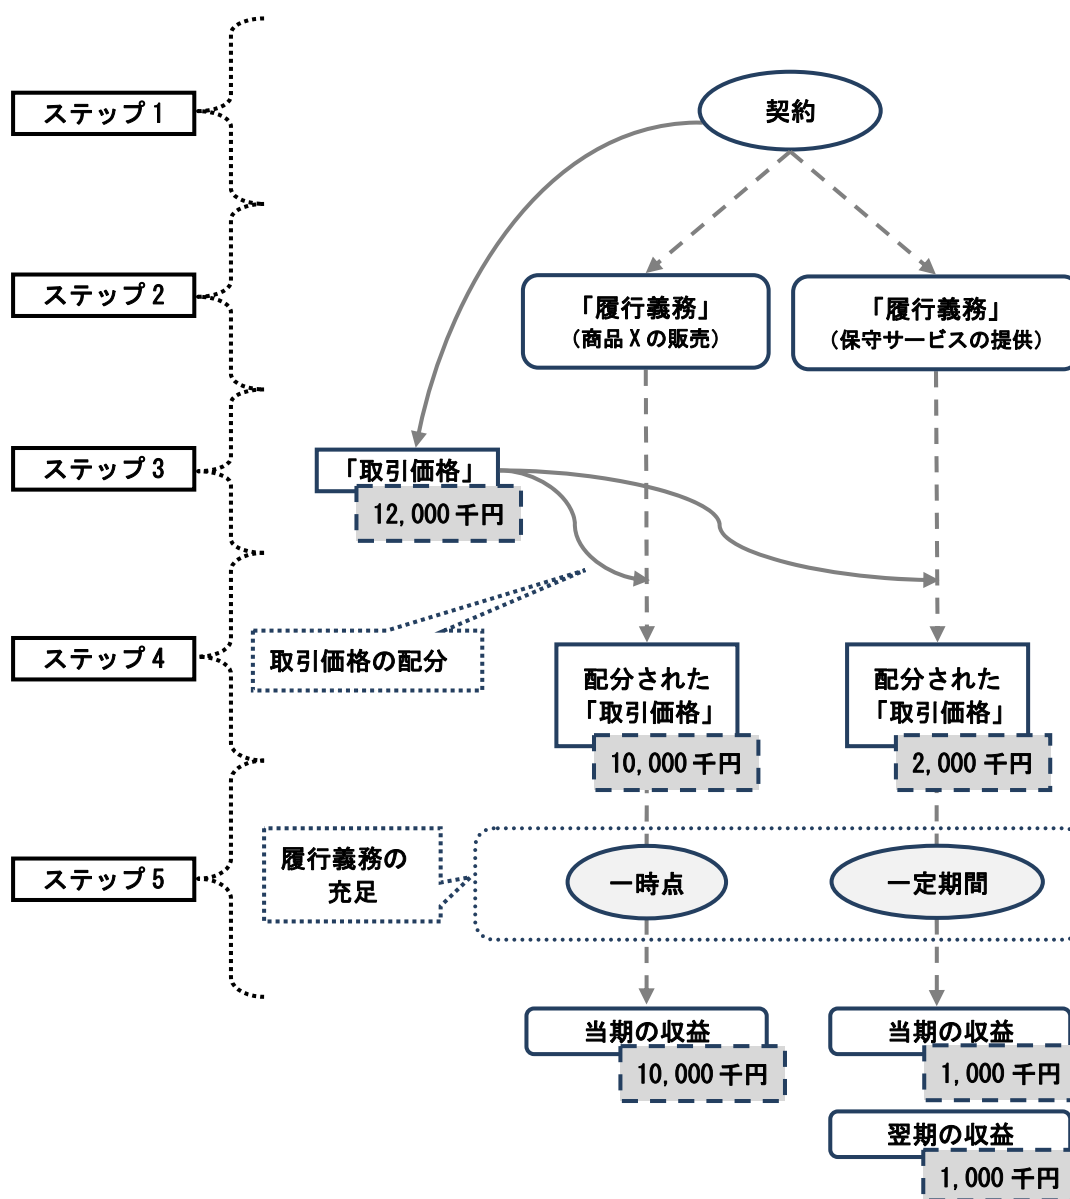 ステップ1
契約
ステップ2
「履行義務」
(商品Xの販売)
「履行義務」
(保守サービスの提供)
ステップ3
「取引価格」
12,000千円
ステップ4
取引価格の配分
配分された
「取引価格」
10,000千円
配分された
「取引価格」
2,000千円
ステップ5
履行義務の
充足
一時点
一定期間
当期の収益
10,000千円
当期の収益
1,000千円
翌期の収益
1,000千円